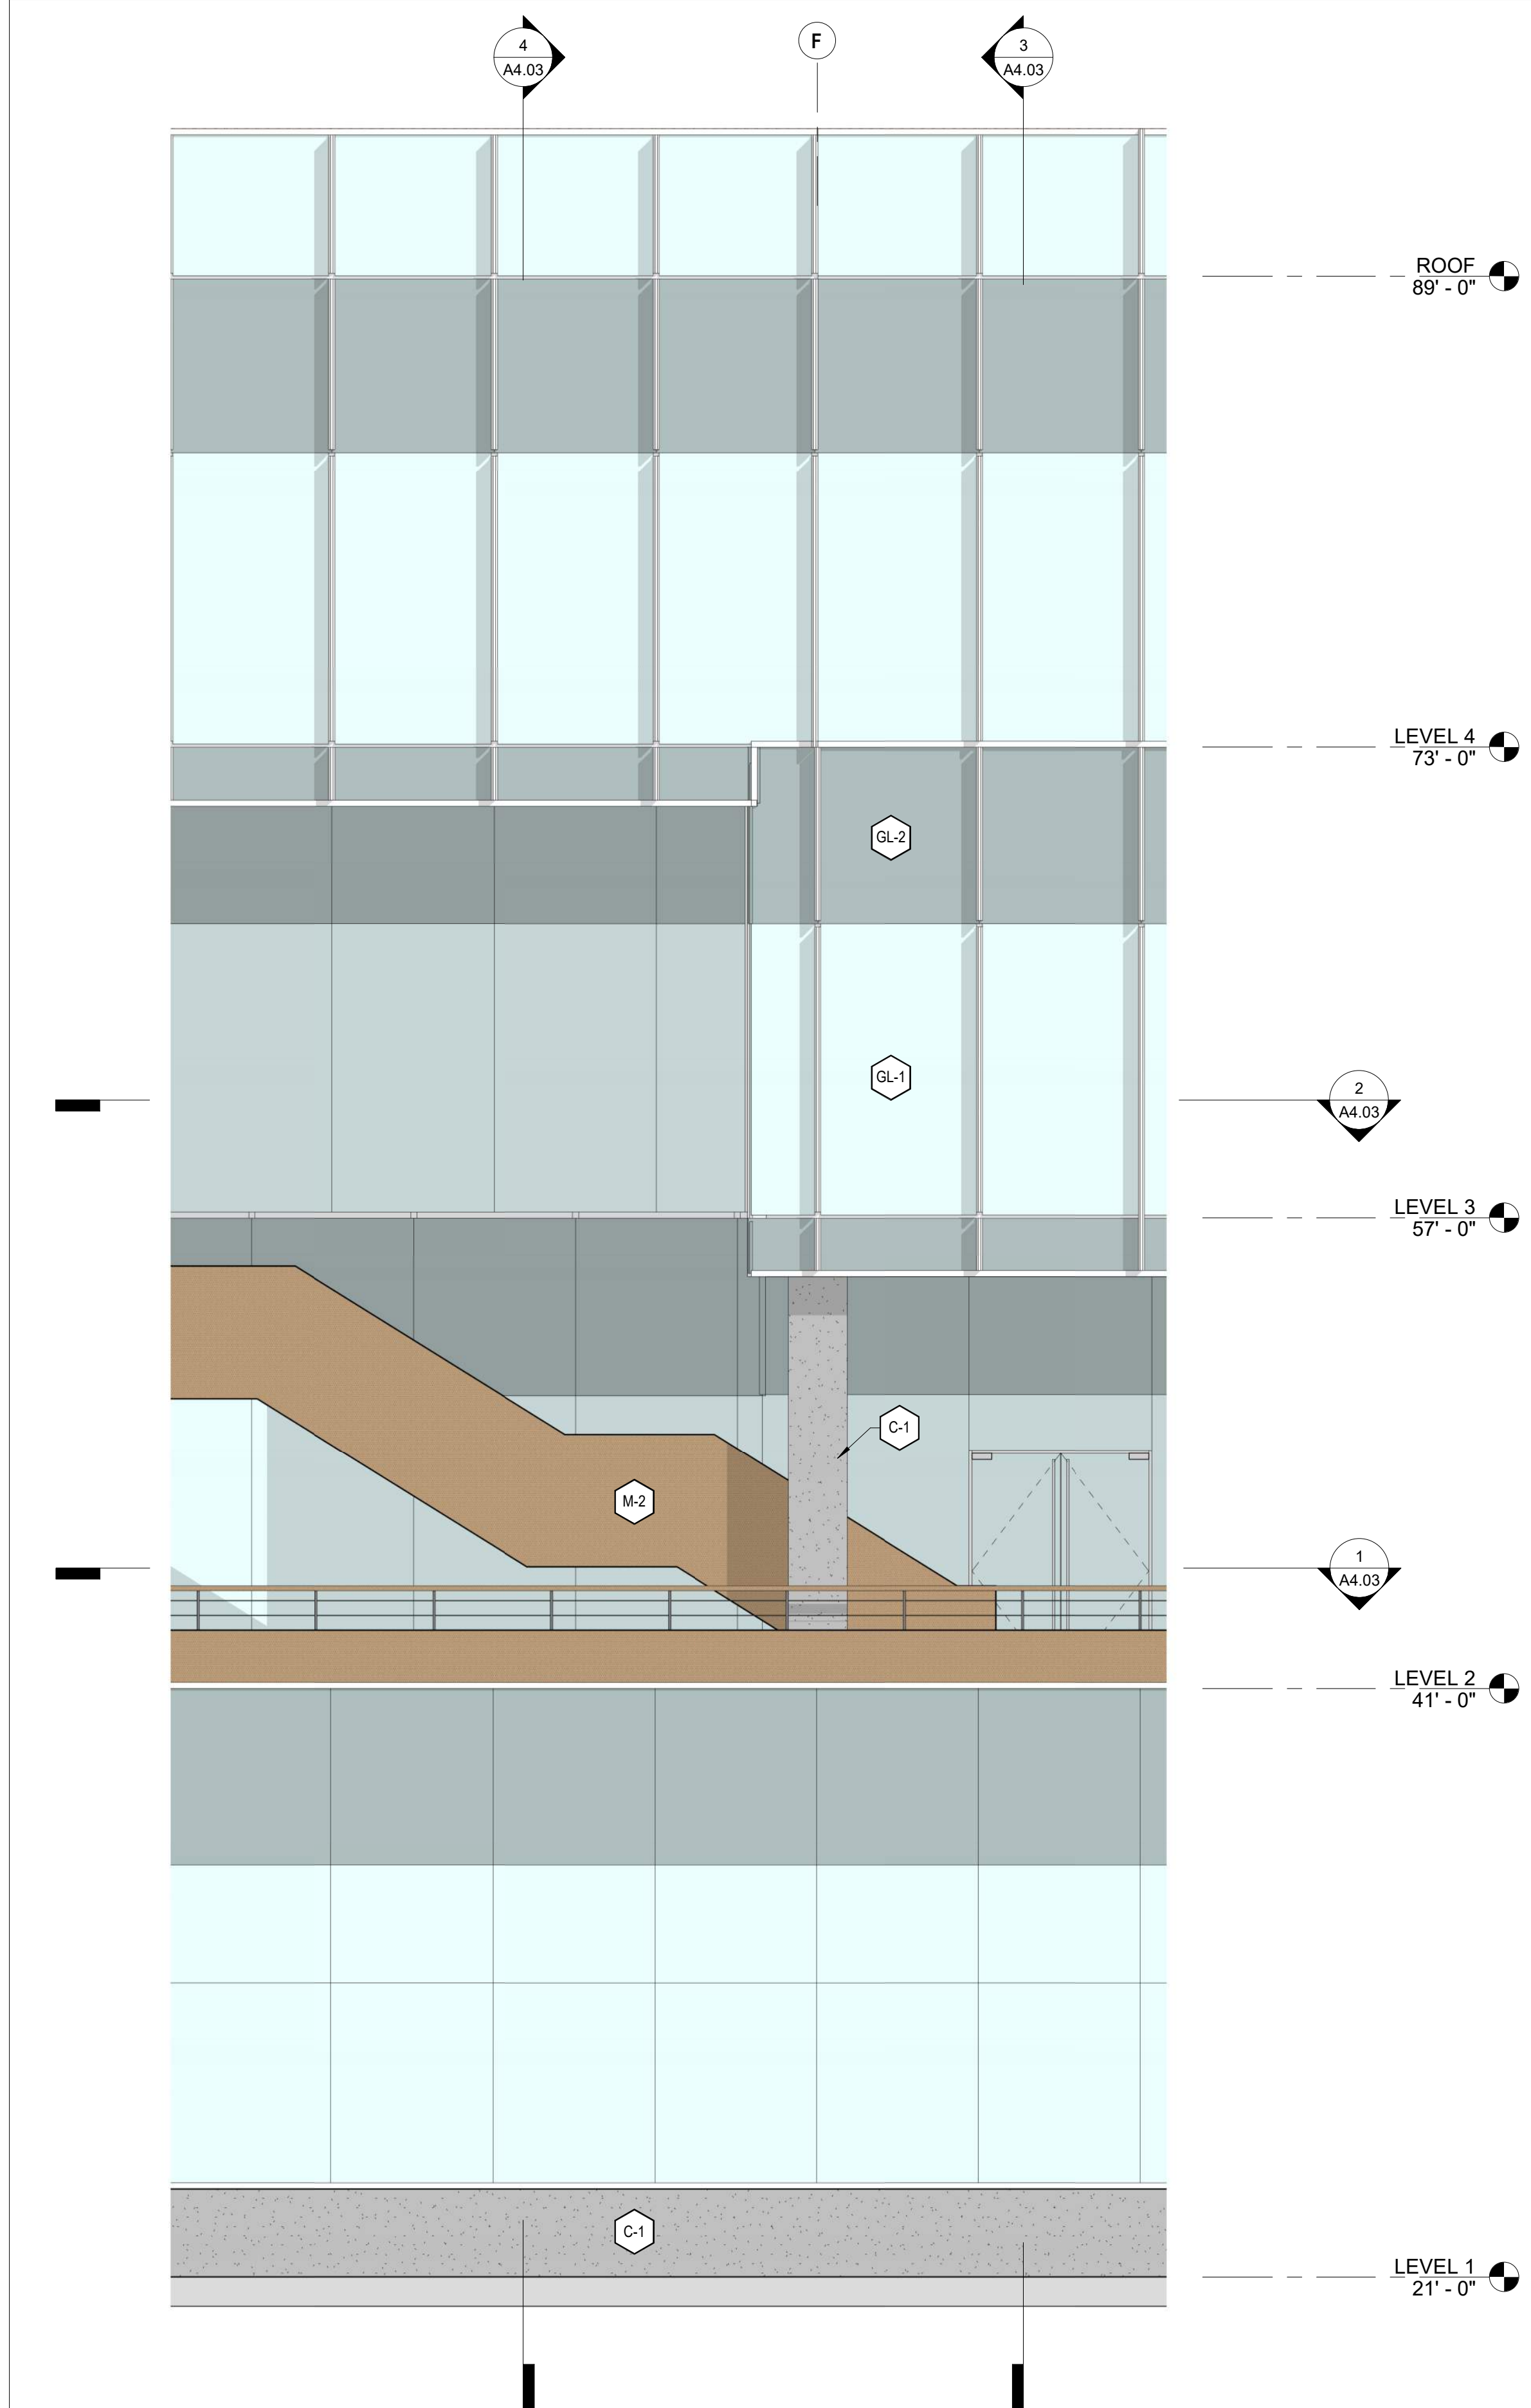 4
A4.03
F
3
A4.03
ROOF
89' - 0"
LEVEL 4
73' - 0"
GL-2
GL-1
2
A4.03
LEVEL 3
57' - 0"
C-1
M-2
1
A4.03
LEVEL 2
41' - 0"
C-1
LEVEL 1
21' - 0"